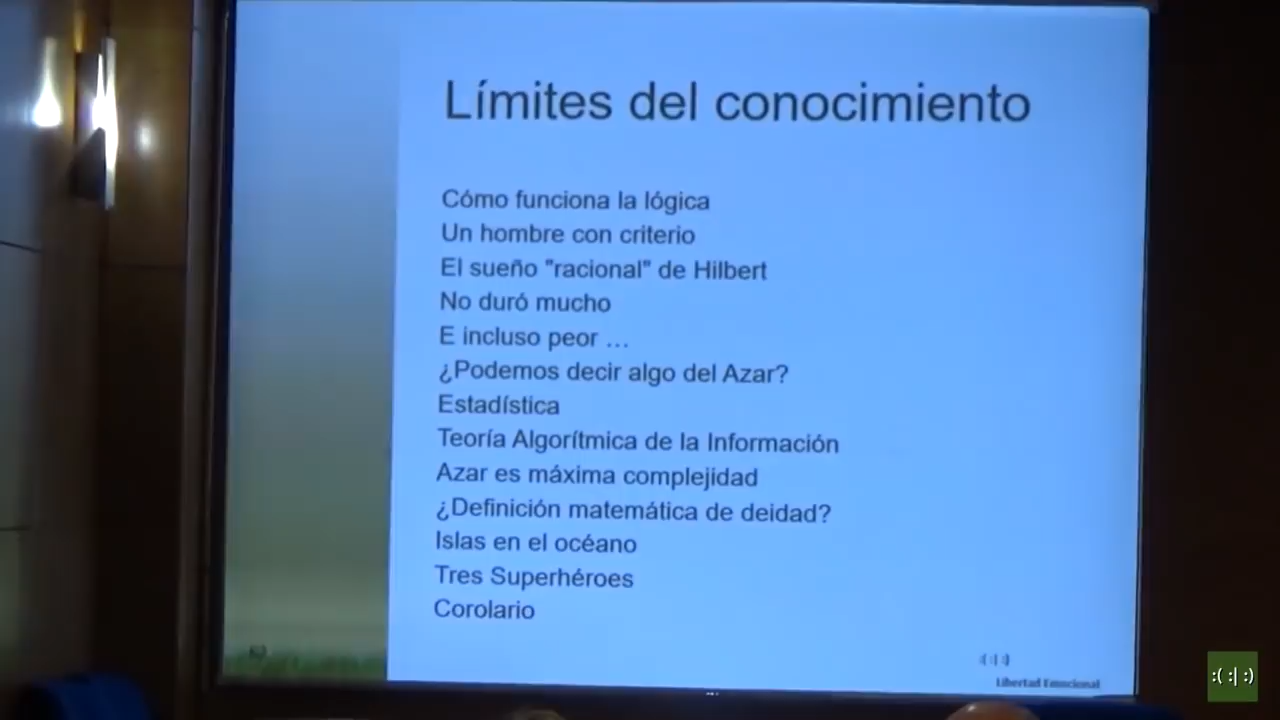 Límites del conocimiento
Cómo funciona la lógica
Un hombre con criterio
El sueño "racional" de Hilbert
No duró mucho
E incluso peor ...
¿Podemos decir algo del Azar?
Estadística
Teoría Algorítmica de la Información
Azar es máxima complejidad
¿Definición matemática de deidad?
Islas en el océano
Tres Superhéroes
Corolario
:( :| :)
Libertad Emocional
:( :| :)